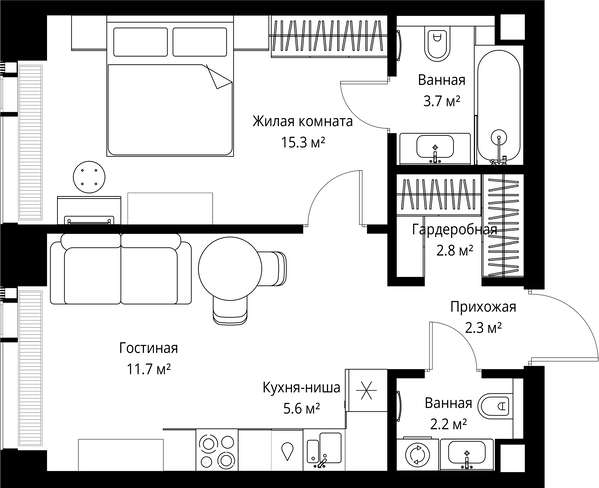 Ванная
3.7 м²
Жилая комната
15.3 м²
Гардеробная
2.8 м²
Прихожая
2.3 м²
Гостиная
11.7 м²
Кухня-ниша
5.6 м²
Ванная
2.2 м²